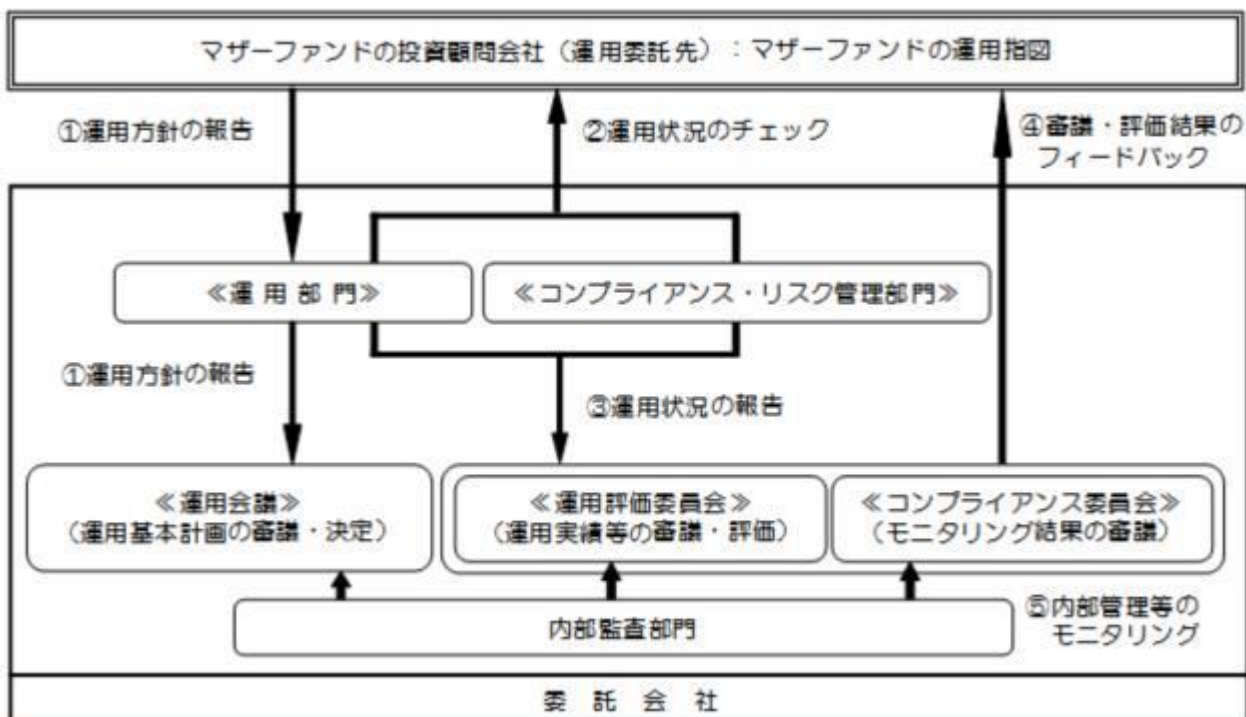 マザーファンドの投資顧問会社（運用委託先）：マザーファンドの運用指図
①運用方針の報告
②運用状況のチェック
④審議・評価結果の
フィードバック
≪運 用 部 門≫
≪コンプライアンス・リスク管理部門≫
①運用方針の報告
③運用状況の報告
≪運用会議≫
（運用基本計画の審議・決定）
≪運用評価委員会≫
（運用実績等の審議・評価）
≪コンプライアンス委員会≫
（モニタリング結果の審議）
内部監査部門
⑤内部管理等の
モニタリング
委 託 会 社